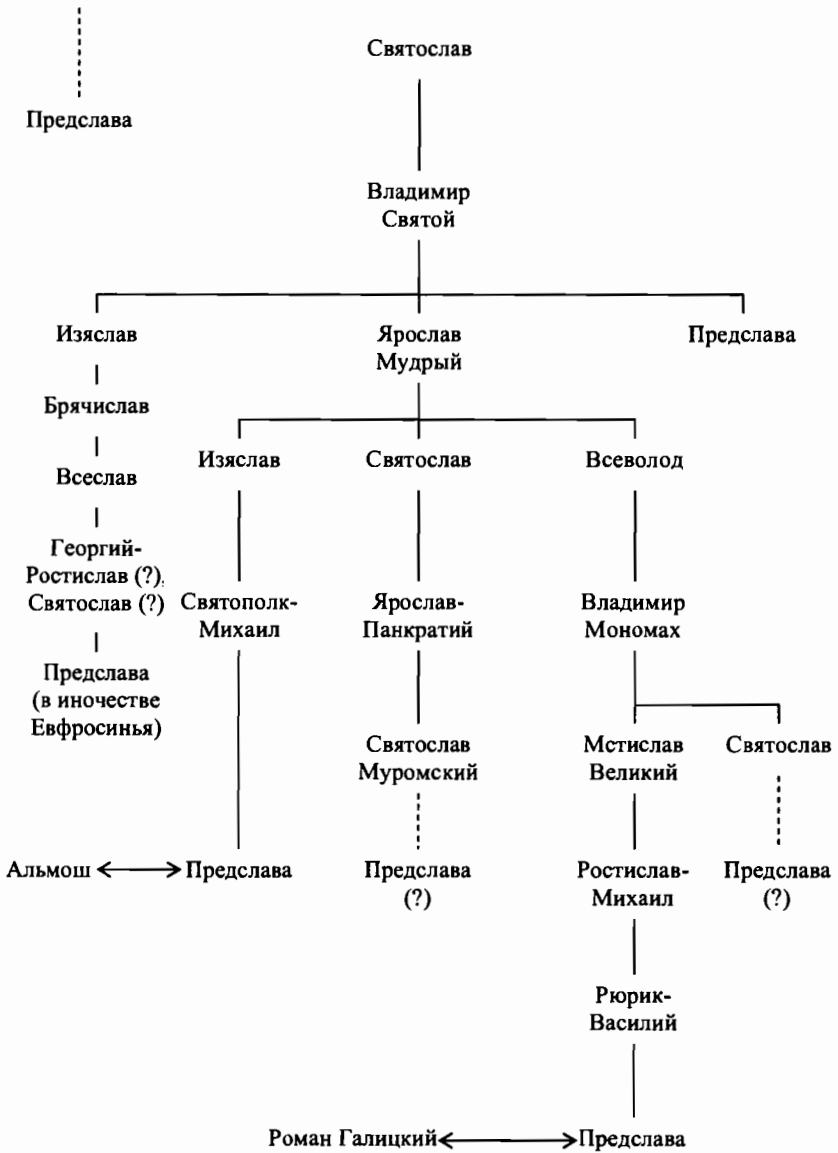 Святослав
Предслава
Владимир
Святой
Изяслав
Ярослав
Мудрый
Предслава
Брячислав
Всеслав
Изяслав
Святослав
Всеволод
Георгий-
Ростислав (?),
Святослав (?)
Святополк-
Михаил
Ярослав-
Панкратий
Владимир
Мономах
Предслава
(в иночестве
Евфросинья)
Святослав
Муромский
Мстислав
Великий
Святослав
Альмош
Предслава
Предслава
(?)
Ростислав-
Михаил
Предслава
(?)
Рюрик-
Василий
Роман Галицкий
Предслава